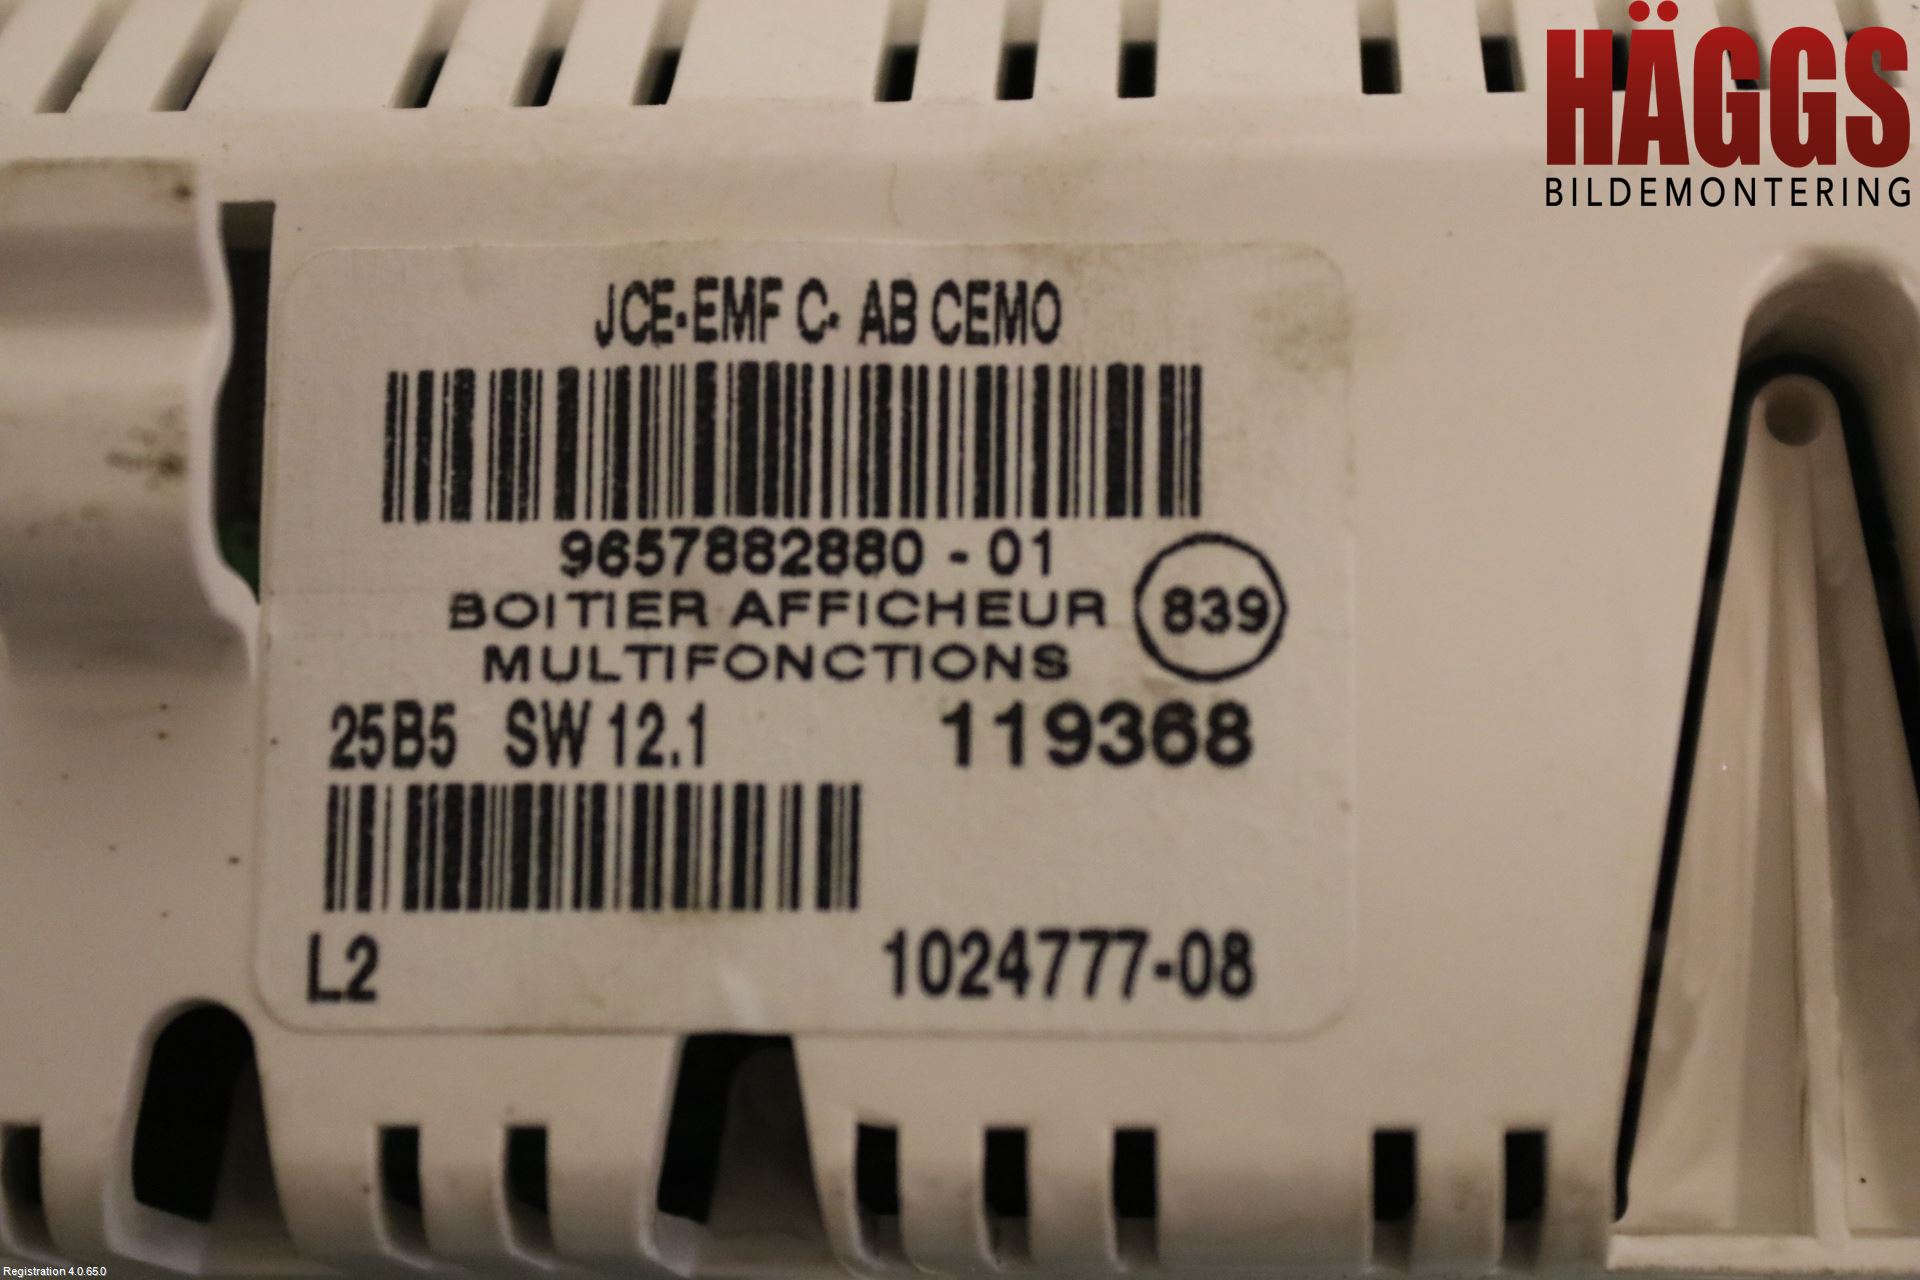 HÄGGS
BILDEMONTERING
JCE-EMF C- AB CEMO
9657882880 - 01
BOITIER AFFICHEUR
MULTIFONCTIONS
839
25B5 SW 12.1
119368
L2
1024777-08
Registration 4.0.65.0